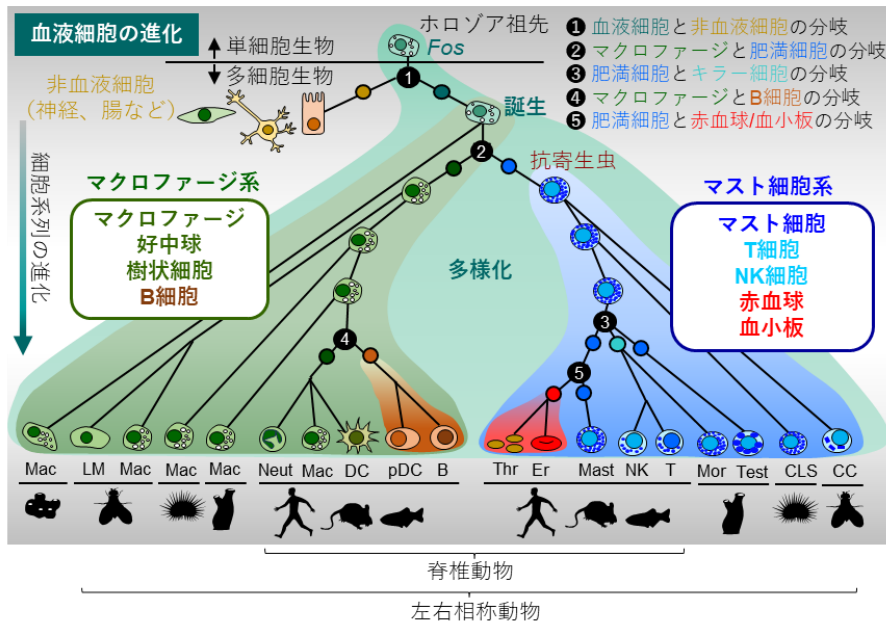 血液細胞の進化
ホロゾア祖先
Fos
単細胞生物
多細胞生物
非血液細胞
(神経、腸など)
1
誕生
❶ 血液細胞と非血液細胞の分岐
❷ マクロファージと肥満細胞の分岐
❸ 肥満細胞とキラー細胞の分岐
❹ マクロファージとB細胞の分岐
❺ 肥満細胞と赤血球/血小板の分岐
2
抗寄生虫
細胞系列の進化
マクロファージ系
マクロファージ
好中球
樹状細胞
B細胞
多様化
マスト細胞系
マスト細胞
T細胞
NK細胞
赤血球
血小板
3
4
5
Mac LM Mac Mac Mac Neut Mac DC pDC B Thr Er Mast NK T Mor Test CLS CC
脊椎動物
左右相称動物